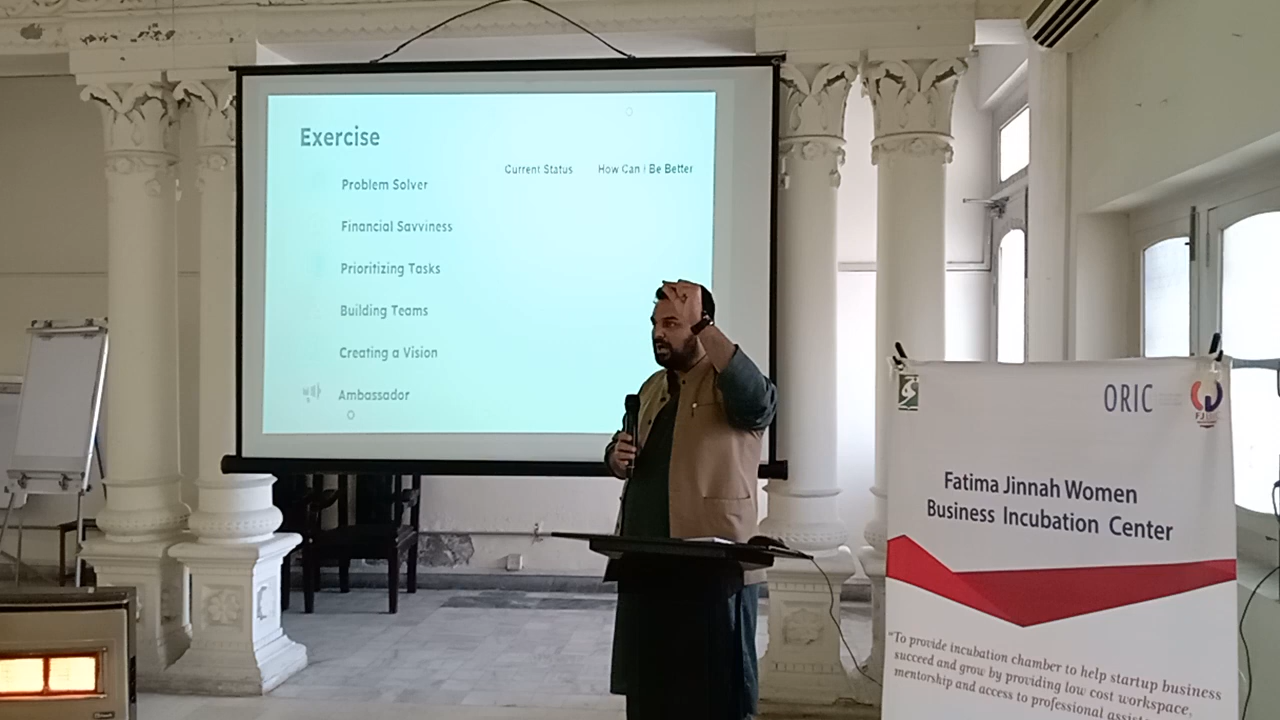 Exercise
Current Status
How Can I Be Better
Problem Solver
Financial Savviness
Prioritizing Tasks
Building Teams
Creating a Vision
Ambassador
ORIC
Fatima Jinnah Women
Business Incubation Center
"To provide incubation chamber to help startup business
succeed and grow by providing low cost workspace,
mentorship and access to professional